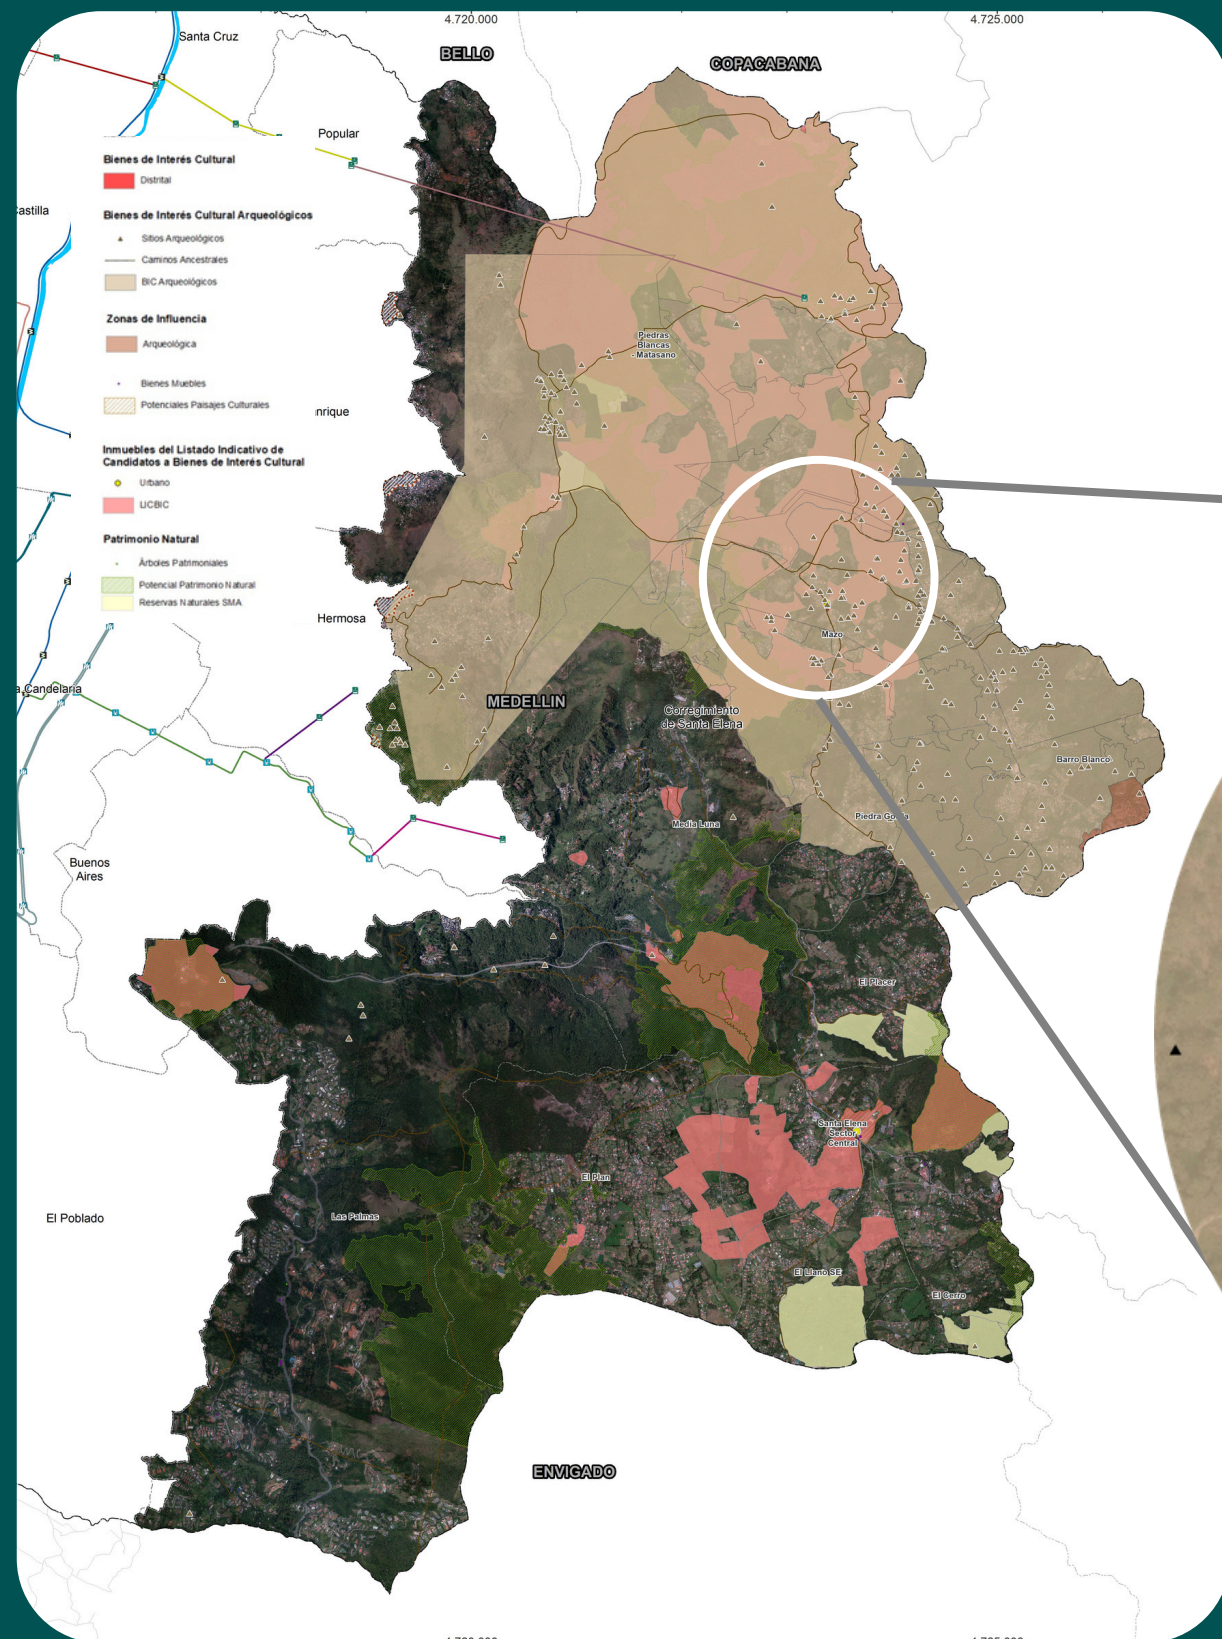 4.720.000
4.725.000
Santa Cruz
BELLO
COPACABANA
Popular
Bienes de Interés Cultural
Distrital
Bienes de Interés Cultural Arqueológicos
Sitios Arqueológicos
Caminos Ancestrales
BIC Arqueológicos
Zonas de Influencia
Arqueológica
Bienes Muebles
Potenciales Paisajes Culturales
Inmuebles del Listado Indicativo de
Candidatos a Bienes de Interés Cultural
Urbano
LICBIC
Patrimonio Natural
Árboles Patrimoniales
Potencial Patrimonio Natural
Reservas Naturales SMA
astilla
nrique
Hermosa
a Candelaria
Buenos
Aires
El Poblado
Piedras
Blancas
- Matasano
Mazo
MEDELLIN
Corregimiento
de Santa Elena
Barro Blanco
Media Luna
El Placer
Santa Elena
Sector
Central
El Plan
Las Palmas
El Llano SE
El Cerro
ENVIGADO